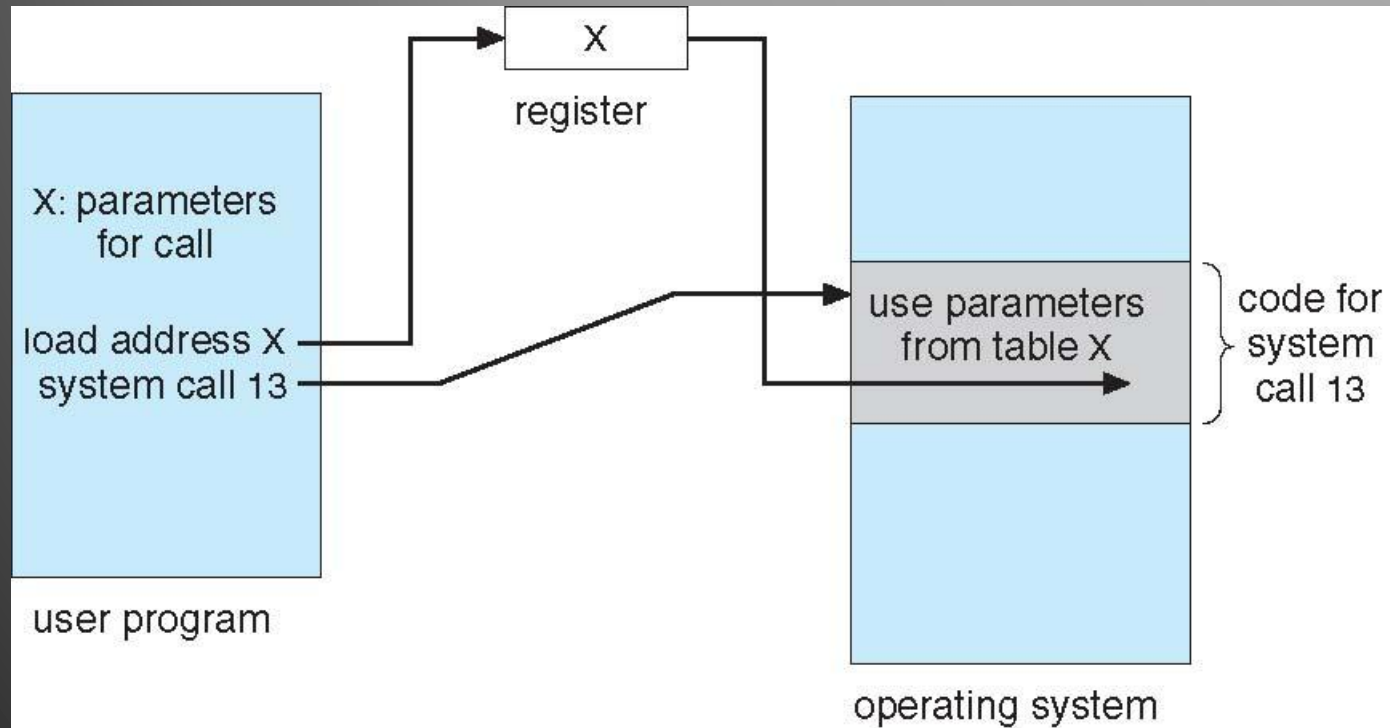 X
register
X: parameters
for call
load address X
system call 13
user program
use parameters
from table X
code for
system
call 13
operating system